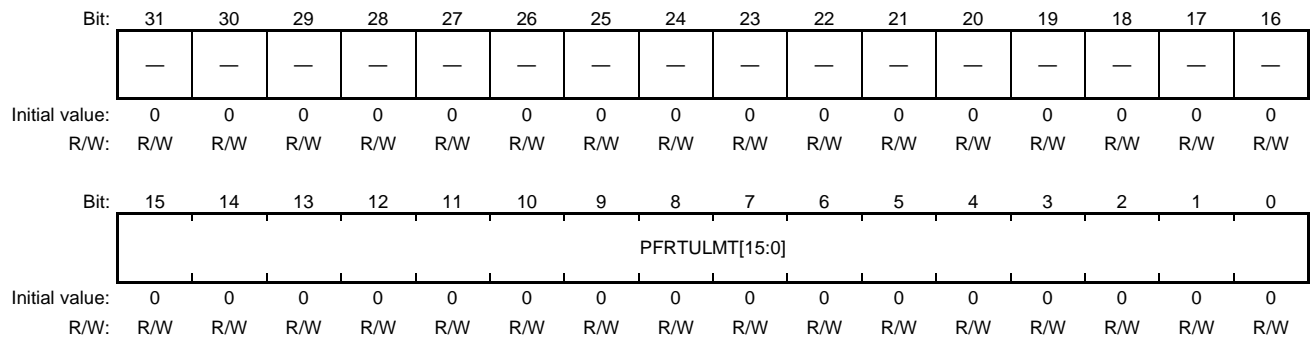 Bit: 31 30 29 28 27 26 25 24 23 22 21 20 19 18 17 16
— — — — — — — — — — — — — — — —
Initial value: 0 0 0 0 0 0 0 0 0 0 0 0 0 0 0 0
R/W: R/W R/W R/W R/W R/W R/W R/W R/W R/W R/W R/W R/W R/W R/W R/W R/W
Bit: 15 14 13 12 11 10 9 8 7 6 5 4 3 2 1 0
PFRTULMT[15:0]
Initial value: 0 0 0 0 0 0 0 0 0 0 0 0 0 0 0 0
R/W: R/W R/W R/W R/W R/W R/W R/W R/W R/W R/W R/W R/W R/W R/W R/W R/W